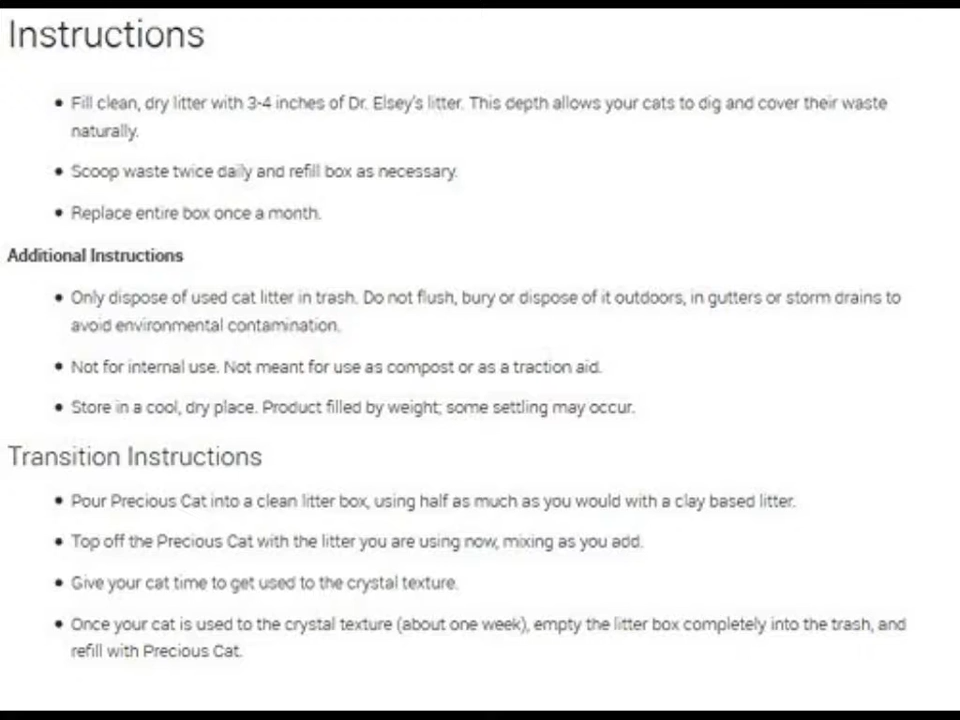 Instructions
• Fill clean, dry litter with 3-4 inches of Dr. Elsey's litter. This depth allows your cats to dig and cover their waste
naturally.
• Scoop waste twice daily and refill box as necessary.
• Replace entire box once a month.
Additional Instructions
• Only dispose of used cat litter in trash. Do not flush, bury or dispose of it outdoors, in gutters or storm drains to
avoid environmental contamination.
• Not for internal use. Not meant for use as compost or as a traction aid.
• Store in a cool, dry place. Product filled by weight; some settling may occur.
Transition Instructions
• Pour Precious Cat into a clean litter box, using half as much as you would with a clay based litter.
• Top off the Precious Cat with the litter you are using now, mixing as you add.
• Give your cat time to get used to the crystal texture.
• Once your cat is used to the crystal texture (about one week), empty the litter box completely into the trash, and
refill with Precious Cat.